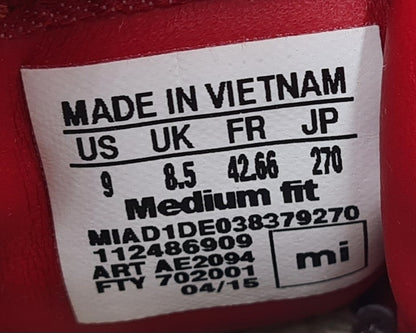 MADE IN VIETNAM
US UK FR JP
9 8.5 42.66 270
Medium fit
MIAD1DE038379270
112486909
ART AE2094
FTY 702001
04/15
mi